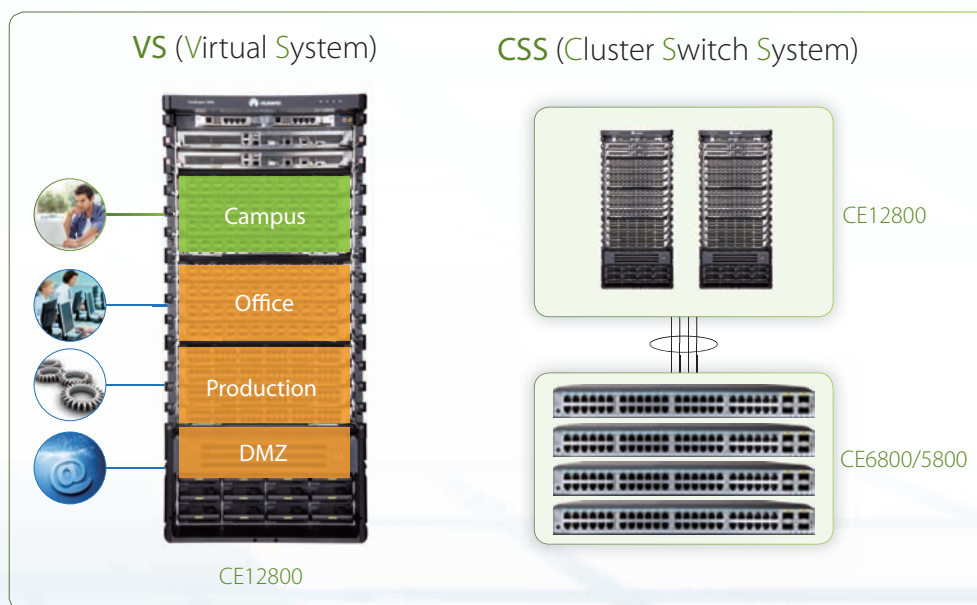 VS (Virtual System)
Campus
Office
Production
DMZ
CE12800
CSS (Cluster Switch System)
CE12800
CE6800/5800